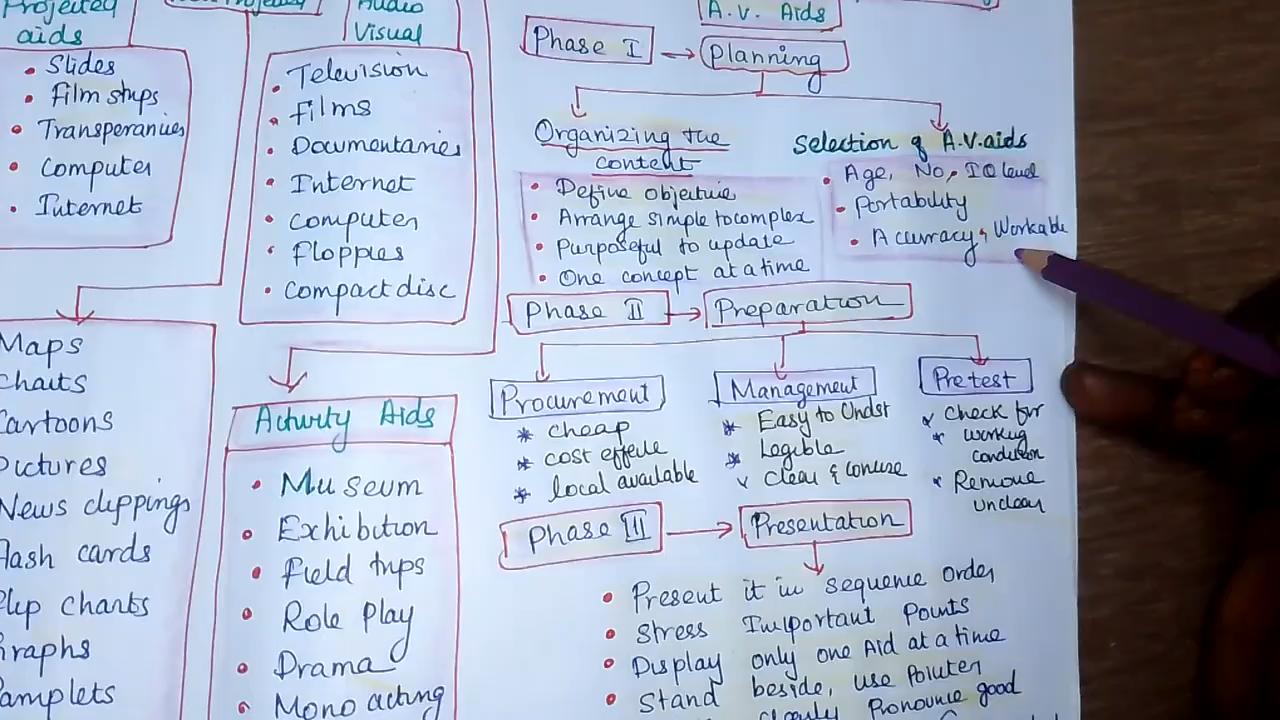 Projected
aids
• Slides
• Film strips
• Transperancies
• Computer
• Internet
Audio
Visual
• Television
• films
• Documentaries
• Internet
• computer
• floppies
• compact disc
Maps
charts
Cartoons
Pictures
News clippings
flash cards
flip charts
Graphs
Pamplets
Activity Aids
• Museum
• Exhibition
• field trips
• Role play
• Drama
• Mono acting
A.V. Aids
Phase I → planning
Organizing the
content
• Define objective
• Arrange simple to complex
• Purposeful to update
• One concept at a time
Selection of A.V. aids
• Age, No, IQ level
• Portability
• Accuracy, Workable
Phase II → Preparation
Procurement
* cheap
* cost effecive
* local available
Management
* Easy to Undst
* Legible
* Clear & Concise
Pretest
* check for
* working
condition
* Remove
unclear
Phase III → Presentation
• Present it in sequence order
• Stress Important Points
• Display only one Aid at a time
• Stand beside, use Pointer
clearly Pronounce good